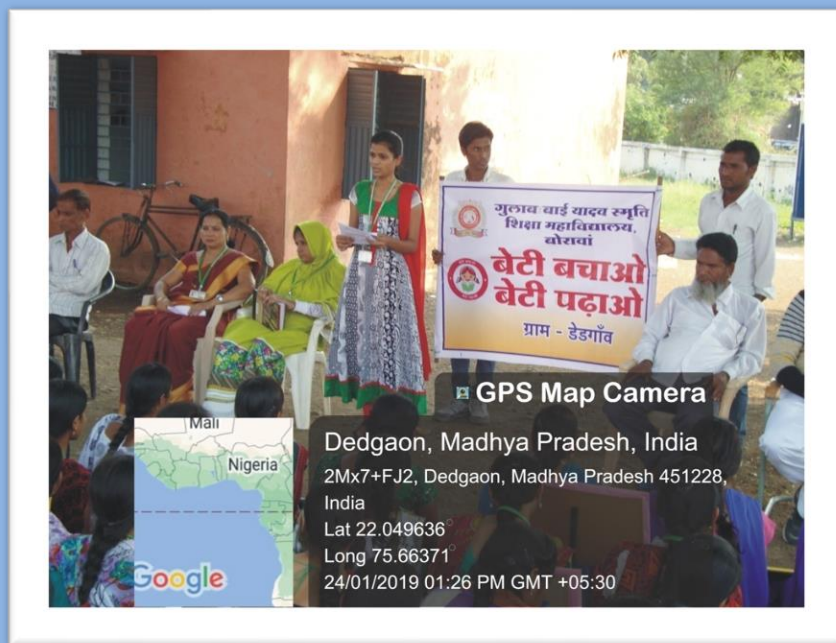 गुलाब बाई यादव स्मृति
शिक्षा महाविद्यालय,
बोरावां
बेटी बचाओ
बेटी पढ़ाओ
ग्राम - डेडगाँव
GPS Map Camera
Mali
Nigeria
Google
Dedgaon, Madhya Pradesh, India
2Mx7+FJ2, Dedgaon, Madhya Pradesh 451228,
India
Lat 22.049636°
Long 75.66371°
24/01/2019 01:26 PM GMT +05:30